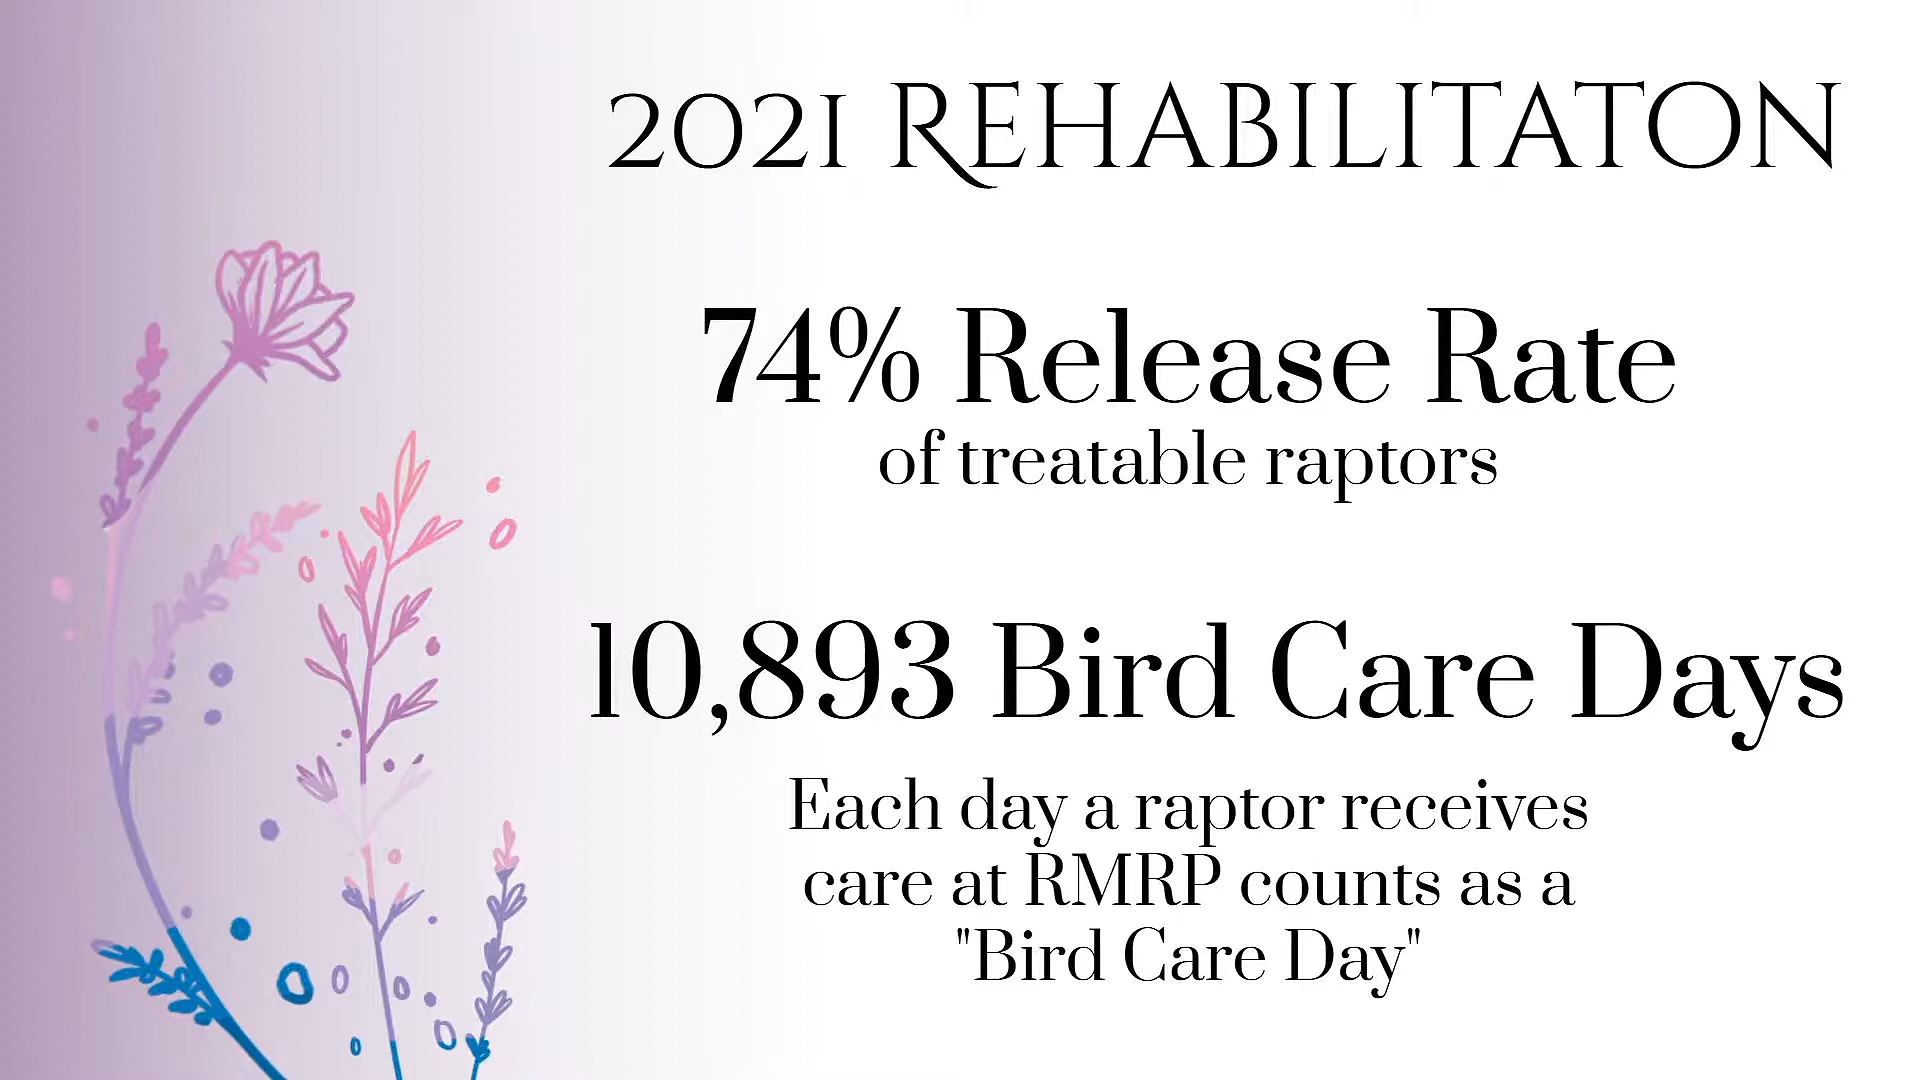 2021 REHABILITATON
74% Release Rate
of treatable raptors
10,893 Bird Care Days
Each day a raptor receives
care at RMRP counts as a
"Bird Care Day"